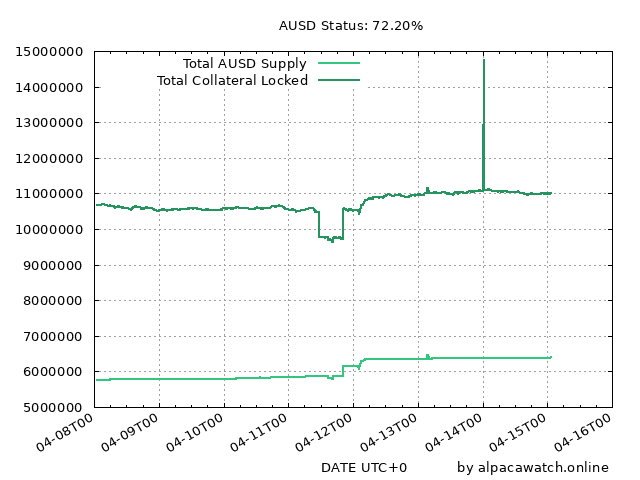 AUSD Status: 72.20%
15000000
14000000
13000000
12000000
11000000
10000000
9000000
8000000
7000000
6000000
5000000
Total AUSD Supply
Total Collateral Locked
04-08T00
04-09T00
04-10T00
04-11T00
04-12T00
04-13T00
04-14T00
04-15T00
04-16T00
DATE UTC+0
by alpacawatch.online